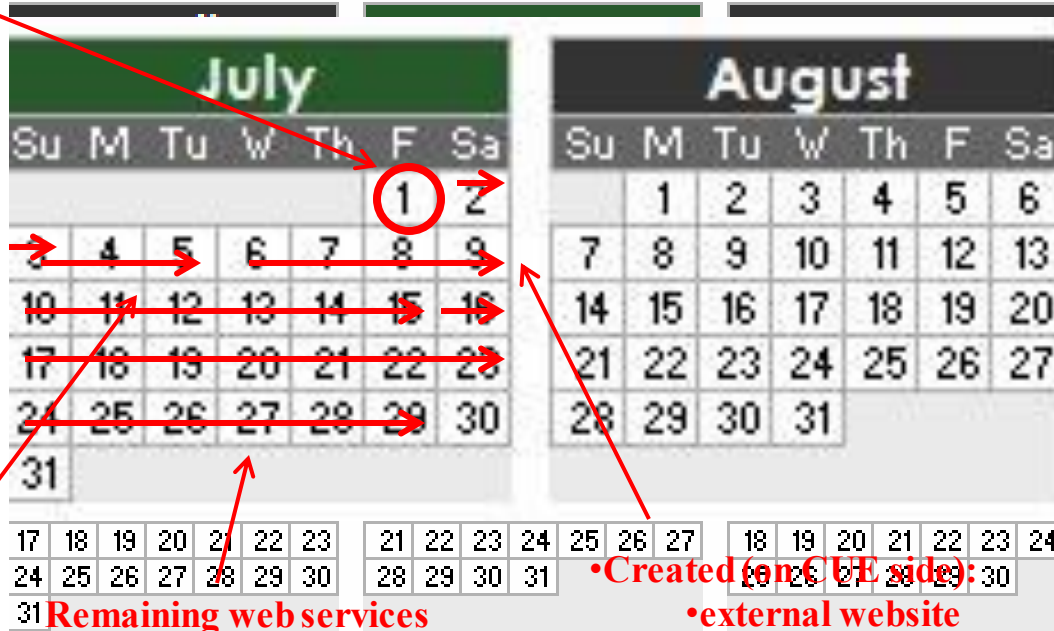 July
Su M Tu W Th F Sa
1 2
3 4 5 6 7 8 9
10 11 12 13 14 15 16
17 18 19 20 21 22 23
24 25 26 27 28 29 30
31
August
Su M Tu W Th F Sa
1 2 3 4 5 6
7 8 9 10 11 12 13
14 15 16 17 18 19 20
21 22 23 24 25 26 27
28 29 30 31
17 18 19 20 21 22 23
24 25 26 27 28 29 30
31
21 22 23 24 25 26 27
28 29 30 31
18 19 20 21 22 23 24
25 26 27 28 29 30
Remaining web services
•Created (on CUE side):
•external website